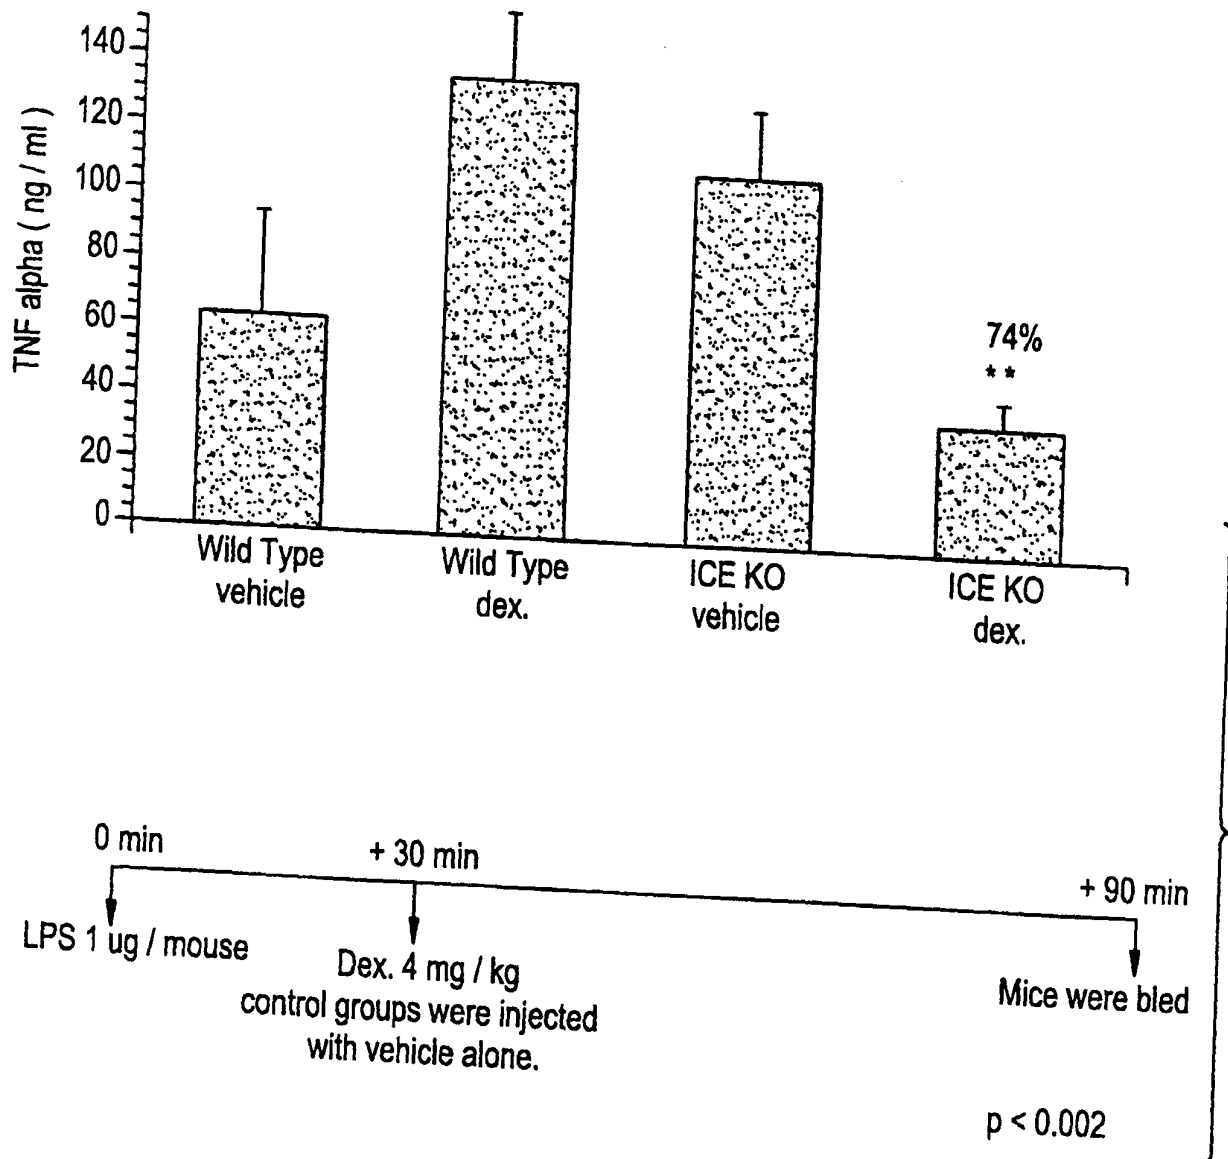 TNF alpha ( ng / ml )
140
120
100
80
60
40
20
0
74%
**
Wild Type
vehicle
Wild Type
dex.
ICE KO
vehicle
ICE KO
dex.
0 min
+ 30 min
+ 90 min
LPS 1 ug / mouse
Dex. 4 mg / kg
control groups were injected
with vehicle alone.
Mice were bled
p < 0.002